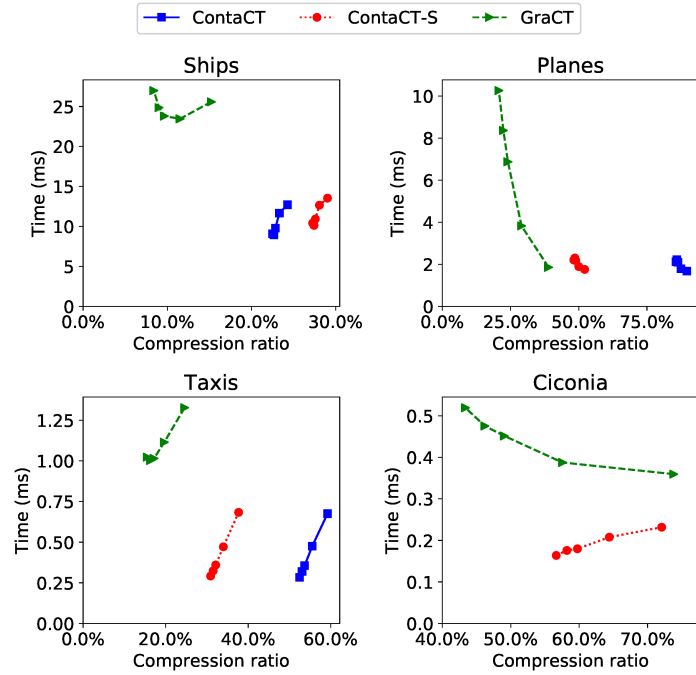 ContaCT ContaCT-S GraCT
Ships
Time (ms)
25
20
15
10
5
0
0.0% 10.0% 20.0% 30.0%
Compression ratio
Planes
Time (ms)
10
8
6
4
2
0
0.0% 25.0% 50.0% 75.0%
Compression ratio
Taxis
Time (ms)
1.25
1.00
0.75
0.50
0.25
0.00
0.0% 20.0% 40.0% 60.0%
Compression ratio
Ciconia
Time (ms)
0.5
0.4
0.3
0.2
0.1
0.0
40.0% 50.0% 60.0% 70.0%
Compression ratio